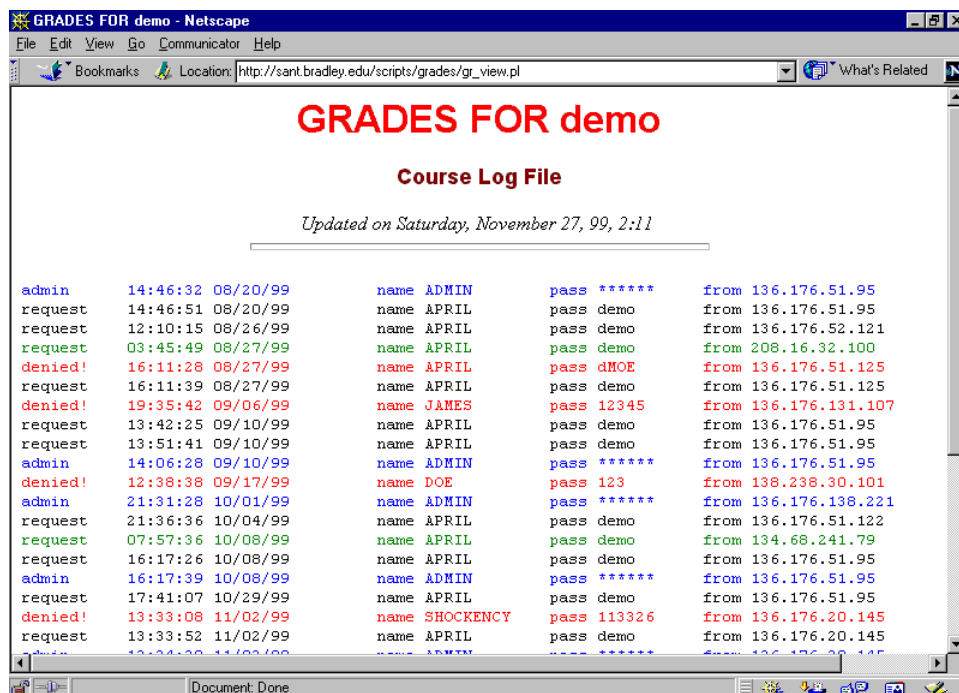 GRADES FOR demo - Netscape
File Edit View Go Communicator Help
Bookmarks Location: http://sant.bradley.edu/scripts/grades/gr_view.pl What's Related
GRADES FOR demo
Course Log File
Updated on Saturday, November 27, 99, 2:11
admin 14:46:32 08/20/99 name ADMIN pass ****** from 136.176.51.95
request 14:46:51 08/20/99 name APRIL pass demo from 136.176.51.95
request 12:10:15 08/26/99 name APRIL pass demo from 136.176.52.121
request 03:45:49 08/27/99 name APRIL pass demo from 208.16.32.100
denied! 16:11:28 08/27/99 name APRIL pass dMOE from 136.176.51.125
request 16:11:39 08/27/99 name APRIL pass demo from 136.176.51.125
denied! 19:35:42 09/06/99 name JAMES pass 12345 from 136.176.131.107
request 13:42:25 09/10/99 name APRIL pass demo from 136.176.51.95
request 13:51:41 09/10/99 name APRIL pass demo from 136.176.51.95
admin 14:06:28 09/10/99 name ADMIN pass ****** from 136.176.51.95
denied! 12:38:38 09/17/99 name DOE pass 123 from 138.238.30.101
admin 21:31:28 10/01/99 name ADMIN pass ****** from 136.176.138.221
request 21:36:36 10/04/99 name APRIL pass demo from 136.176.51.122
request 07:57:36 10/08/99 name APRIL pass demo from 134.68.241.79
request 16:17:26 10/08/99 name APRIL pass demo from 136.176.51.95
admin 16:17:39 10/08/99 name ADMIN pass ****** from 136.176.51.95
request 17:41:07 10/29/99 name APRIL pass demo from 136.176.51.95
denied! 13:33:08 11/02/99 name SHOCKENCY pass 113326 from 136.176.20.145
request 13:33:52 11/02/99 name APRIL pass demo from 136.176.20.145
Document: Done